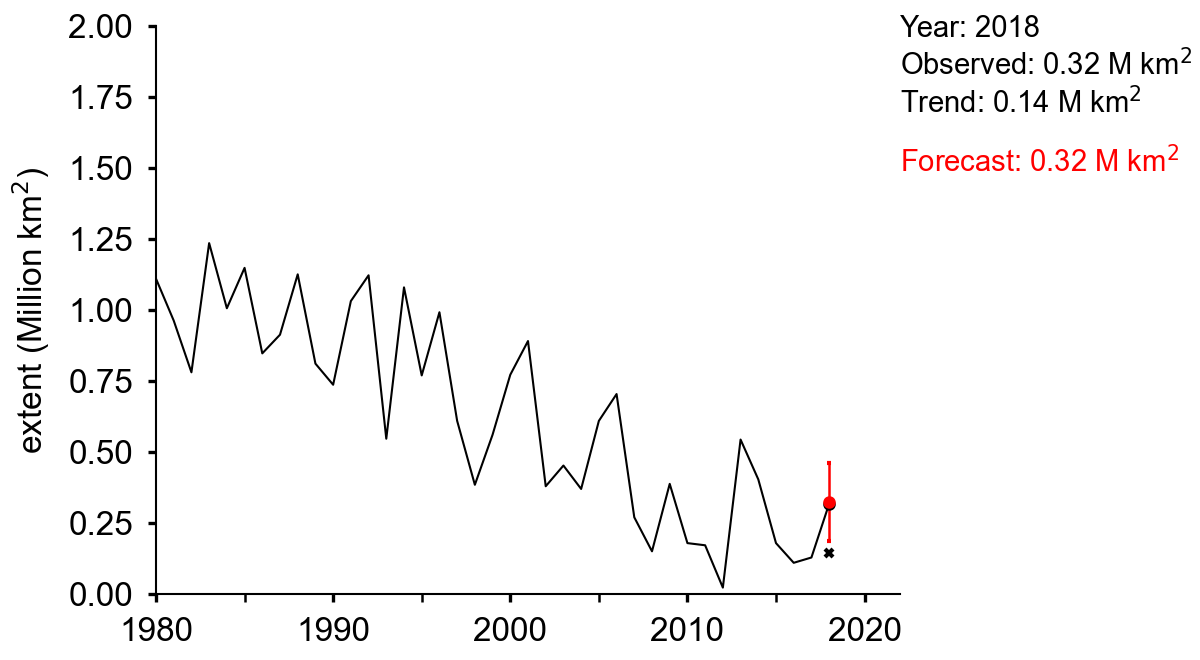 2.00
1.75
1.50
1.25
1.00
0.75
0.50
0.25
0.00
extent (Million km²)
1980
1990
2000
2010
2020
Year: 2018
Observed: 0.32 M km²
Trend: 0.14 M km²
Forecast: 0.32 M km²